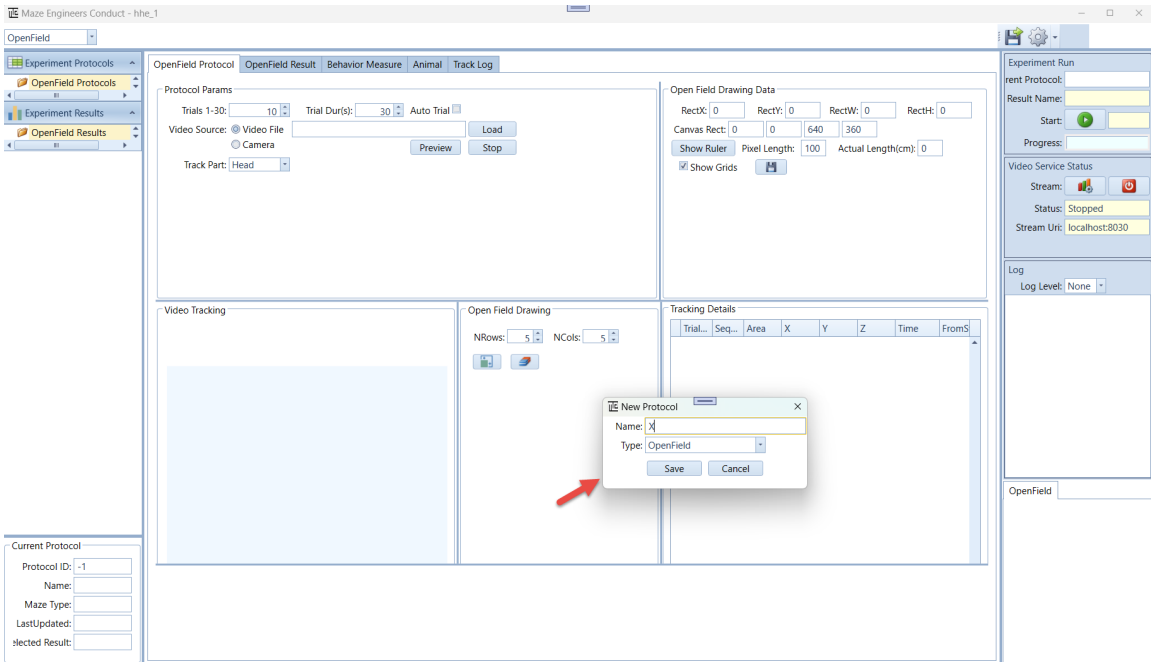 Maze Engineers Conduct - hhe_1
OpenField
Experiment Protocols
OpenField Protocols
Experiment Results
OpenField Results
Current Protocol
Protocol ID: -1
Name:
Maze Type:
LastUpdated:
elected Result:
OpenField Protocol OpenField Result Behavior Measure Animal Track Log
Protocol Params
Trials 1-30: 10 Trial Dur(s): 30 Auto Trial
Video Source: Video File Load
Camera Preview Stop
Track Part: Head
Open Field Drawing Data
RectX: 0 RectY: 0 RectW: 0 RectH: 0
Canvas Rect: 0 0 640 360
Show Ruler Pixel Length: 100 Actual Length(cm): 0
Show Grids
Video Tracking
Open Field Drawing
NRows: 5 NCols: 5
Tracking Details
Trial... Seq... Area X Y Z Time FromS
New Protocol
Name: X
Type: OpenField
Save Cancel
Experiment Run
rent Protocol:
Result Name:
Start:
Progress:
Video Service Status
Stream:
Status: Stopped
Stream Uri: localhost:8030
Log
Log Level: None
OpenField